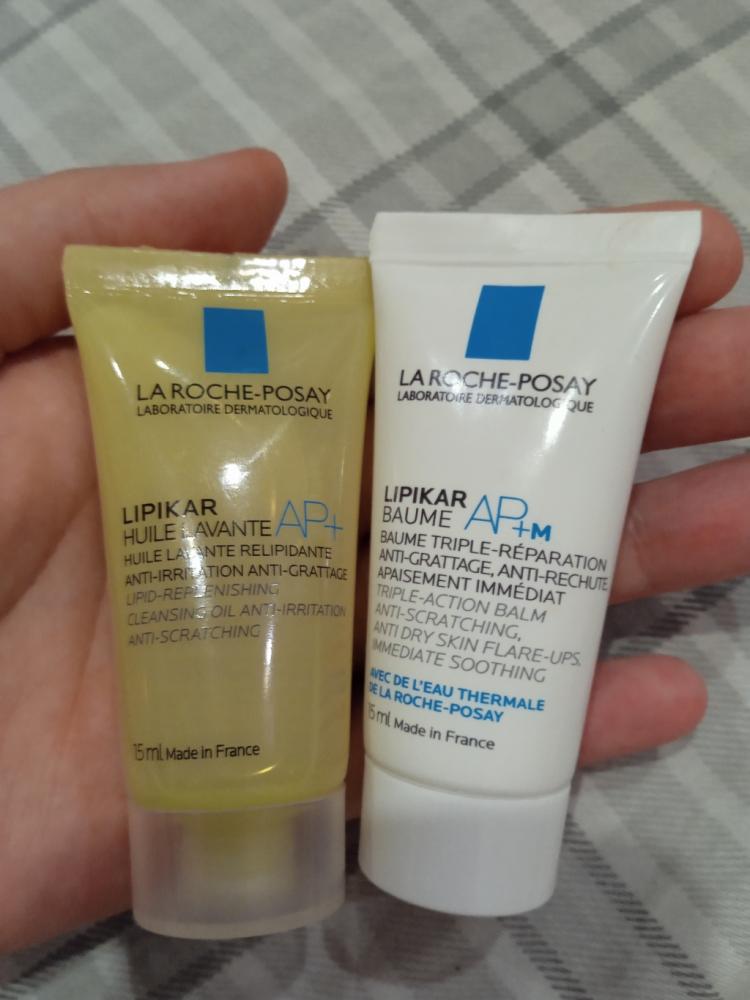 LA ROCHE-POSAY
LABORATOIRE DERMATOLOGIQUE
LIPIKAR
HUILE LAVANTE AP+
HUILE LAVANTE RELIPIDANTE
ANTI-IRRITATION ANTI-GRATTAGE
LIPID-REPLENISHING
CLEANSING OIL ANTI-IRRITATION
ANTI-SCRATCHING
15 ml Made in France
LA ROCHE-POSAY
LABORATOIRE DERMATOLOGIQUE
LIPIKAR
BAUME AP+M
BAUME TRIPLE-RÉPARATION
ANTI-GRATTAGE, ANTI-RECHUTE
APAISEMENT IMMÉDIAT
TRIPLE-ACTION BALM
ANTI-SCRATCHING,
ANTI DRY SKIN FLARE-UPS.
IMMEDIATE SOOTHING
AVEC DE L'EAU THERMALE
DE LA ROCHE-POSAY
15 ml Made in France